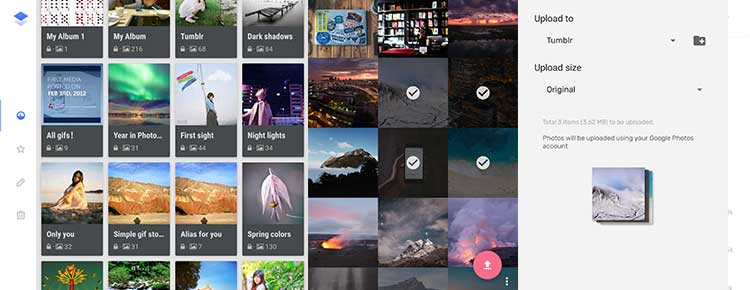 My Album 1
1
My Album
216
Tumblr
68
Dark shadows
84
FIRST MEDIA
POSTED ON
FEB 3RD, 2012
All gifs!
9
Year in Photo...
31
First sight
44
Night lights
34
Only you
32
Simple gif sto...
31
Alias for you
7
Spring colors
130
Upload to
Tumblr
Upload size
Original
Total 3 items (3.62 MB) to be uploaded.
Photos will be uploaded using your Google Photos
account